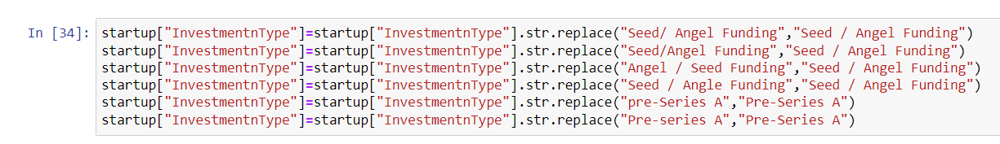 In [34]: startup["InvestmentnType"]=startup["InvestmentnType"].str.replace("Seed/ Angel Funding","Seed / Angel Funding")
startup["InvestmentnType"]=startup["InvestmentnType"].str.replace("Seed/Angel Funding","Seed / Angel Funding")
startup["InvestmentnType"]=startup["InvestmentnType"].str.replace("Angel / Seed Funding","Seed / Angel Funding")
startup["InvestmentnType"]=startup["InvestmentnType"].str.replace("Seed / Angle Funding","Seed / Angel Funding")
startup["InvestmentnType"]=startup["InvestmentnType"].str.replace("pre-Series A","Pre-Series A")
startup["InvestmentnType"]=startup["InvestmentnType"].str.replace("Pre-series A","Pre-Series A")